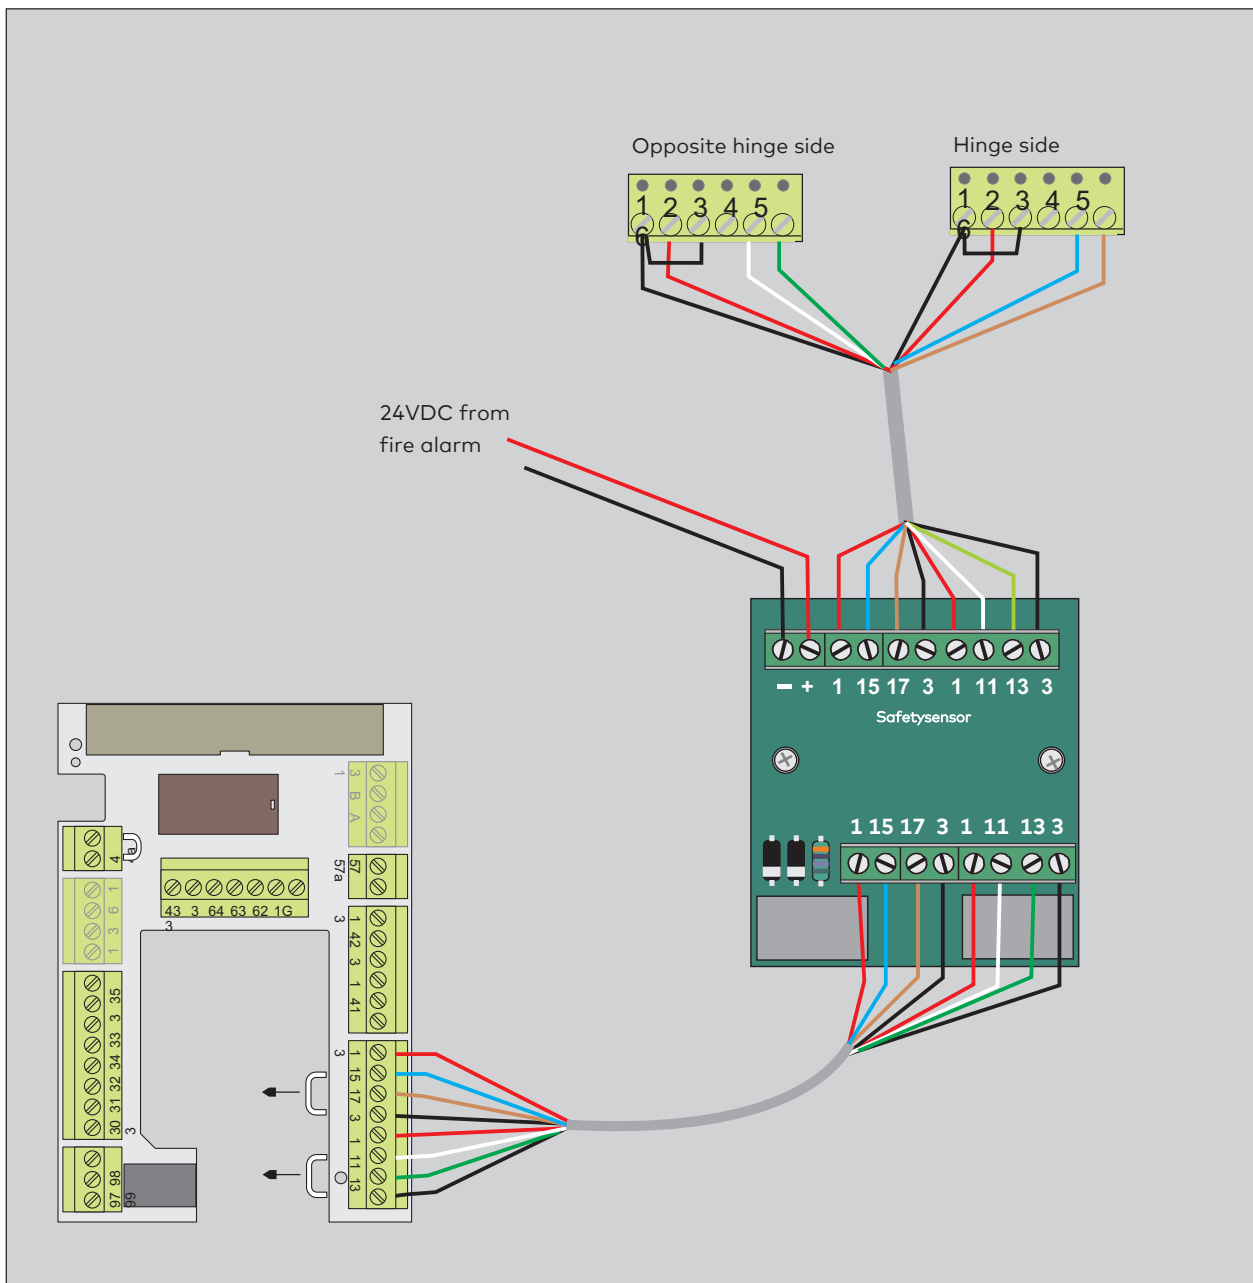 Opposite hinge side
Hinge side
1 2 3 4 5
6
1 2 3 4 5
6
24VDC from
fire alarm
– + 1 15 17 3 1 11 13 3
Safetysensor
1 15 17 3 1 11 13 3
1 3 B A
4 a
57a 57
1 3 6 1
43 3 64 63 62 1G
3
3 1 42 3 1 41
30 31 32 34 33 3 35
3
3 1 15 17 3 1 11 13
97 98
99